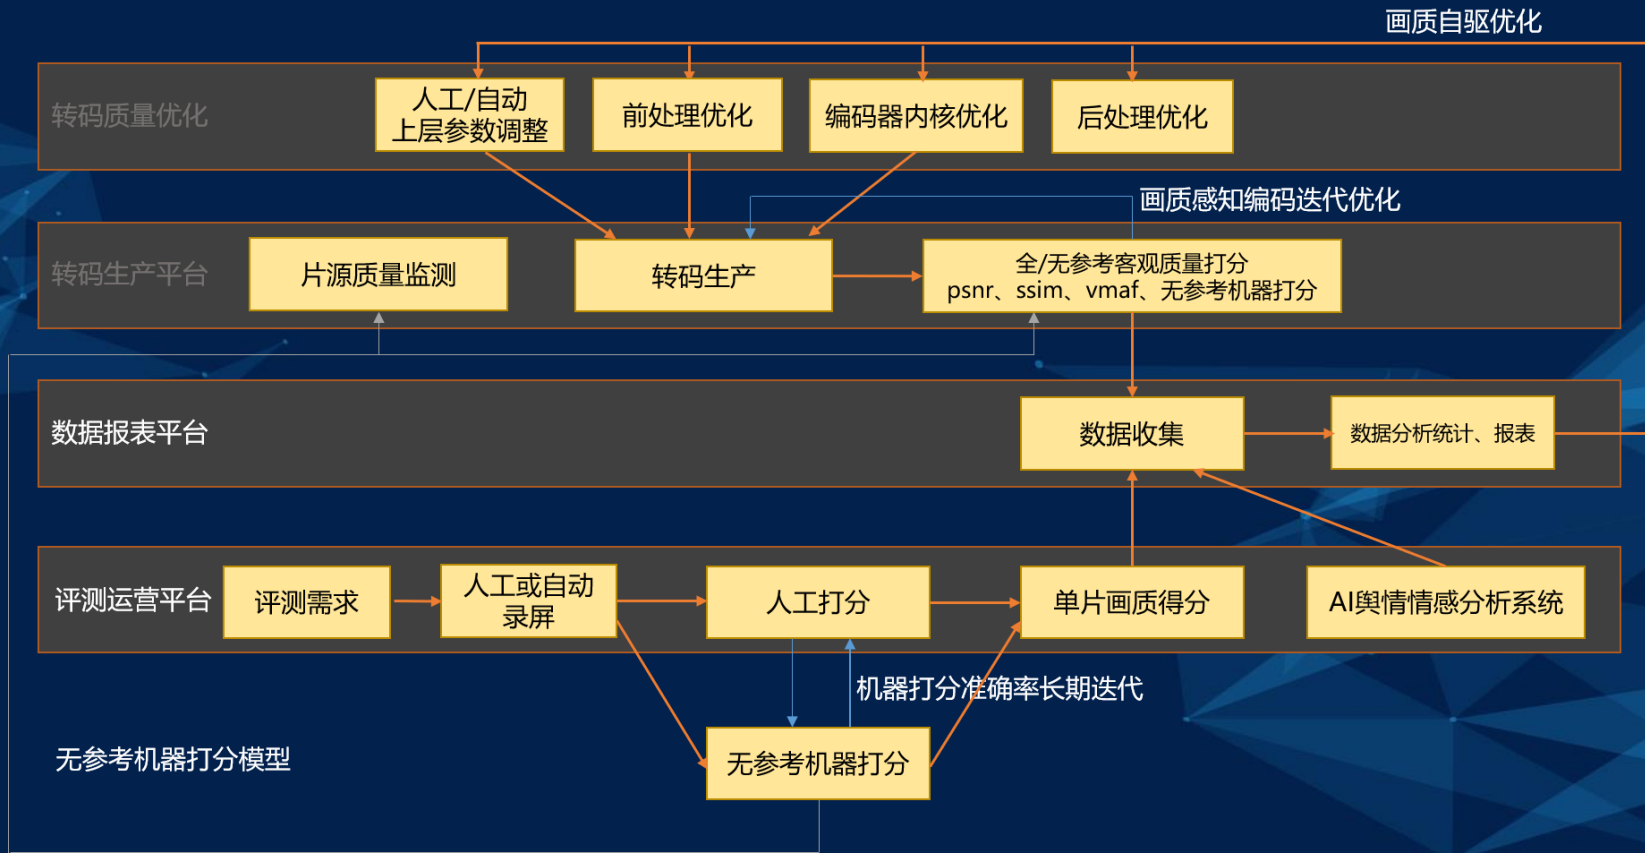 画质自驱优化
转码质量优化
人工/自动
上层参数调整
前处理优化
编码器内核优化
后处理优化
画质感知编码迭代优化
转码生产平台
片源质量监测
转码生产
全/无参考客观质量打分
psnr、ssim、vmaf、无参考机器打分
数据报表平台
数据收集
数据分析统计、报表
评测运营平台
评测需求
人工或自动
录屏
人工打分
单片画质得分
AI舆情情感分析系统
机器打分准确率长期迭代
无参考机器打分模型
无参考机器打分